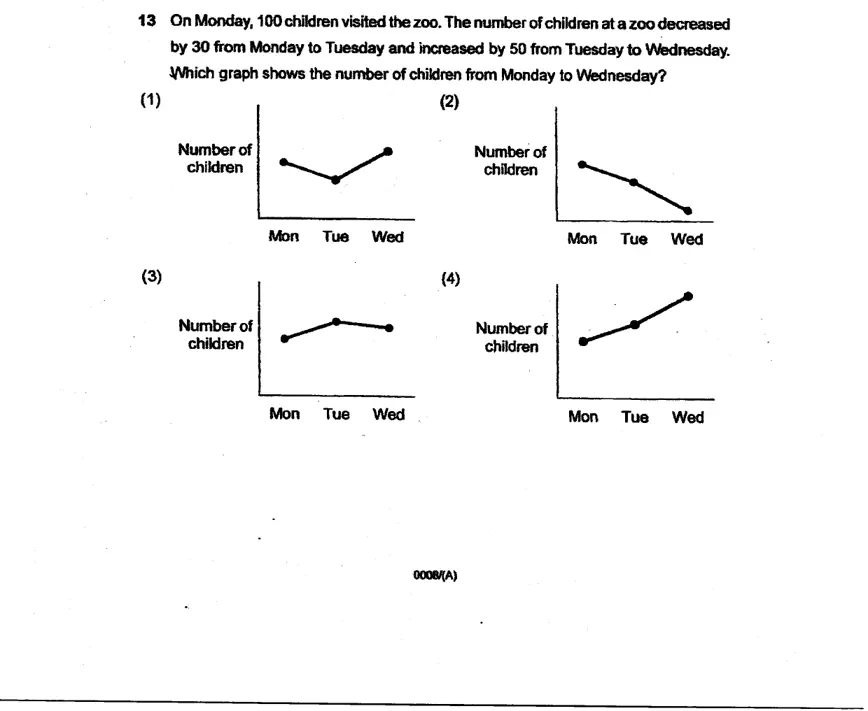 13 On Monday, 100 children visited the zoo. The number of children at a zoo decreased
by 30 from Monday to Tuesday and increased by 50 from Tuesday to Wednesday.
Which graph shows the number of children from Monday to Wednesday?
(1)
Number of
children
Mon Tue Wed
(2)
Number of
children
Mon Tue Wed
(3)
Number of
children
Mon Tue Wed
(4)
Number of
children
Mon Tue Wed
0008/(A)